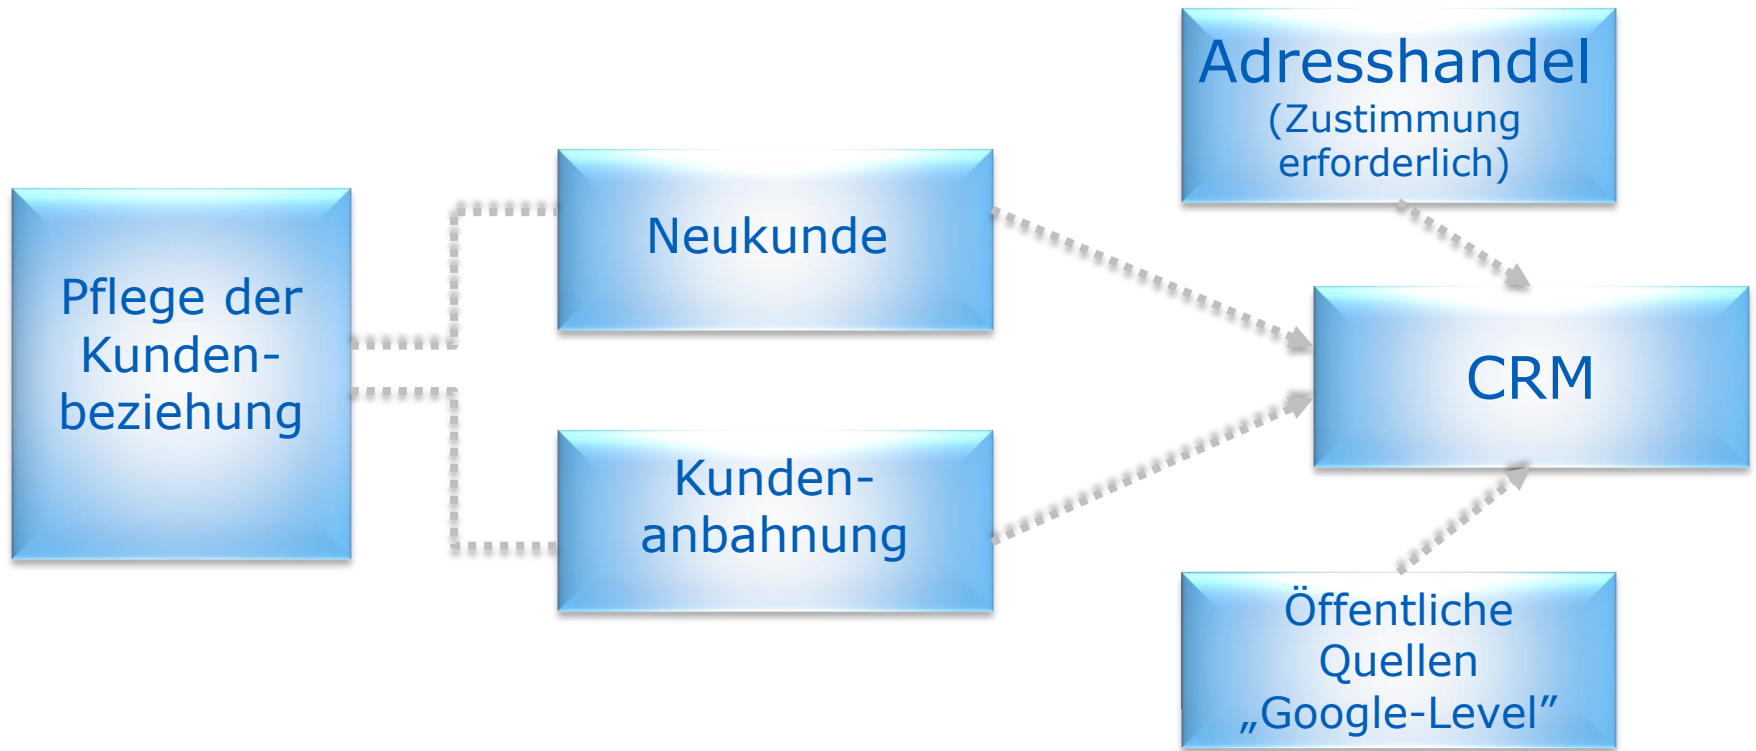 Pflege der
Kunden-
beziehung
Neukunde
Kunden-
anbahnung
Adresshandel
(Zustimmung
erforderlich)
CRM
Öffentliche
Quellen
„Google-Level”